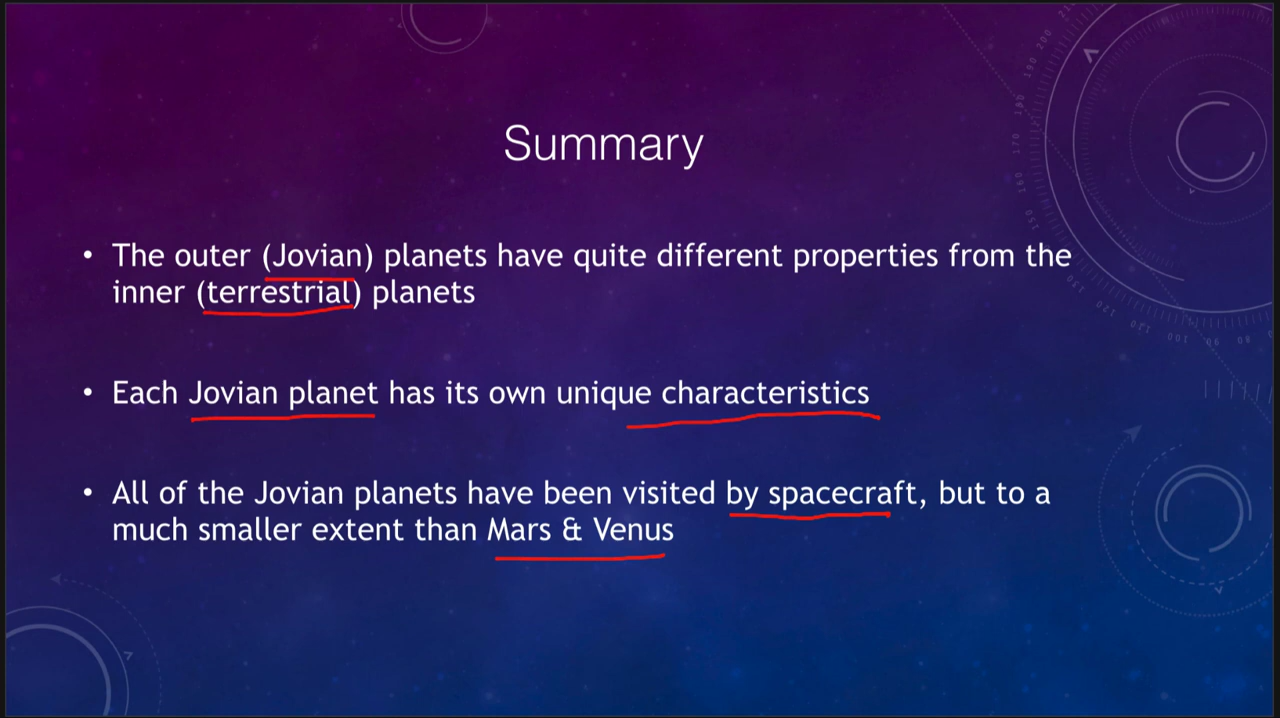 Summary
• The outer (Jovian) planets have quite different properties from the
inner (terrestrial) planets
• Each Jovian planet has its own unique characteristics
• All of the Jovian planets have been visited by spacecraft, but to a
much smaller extent than Mars & Venus